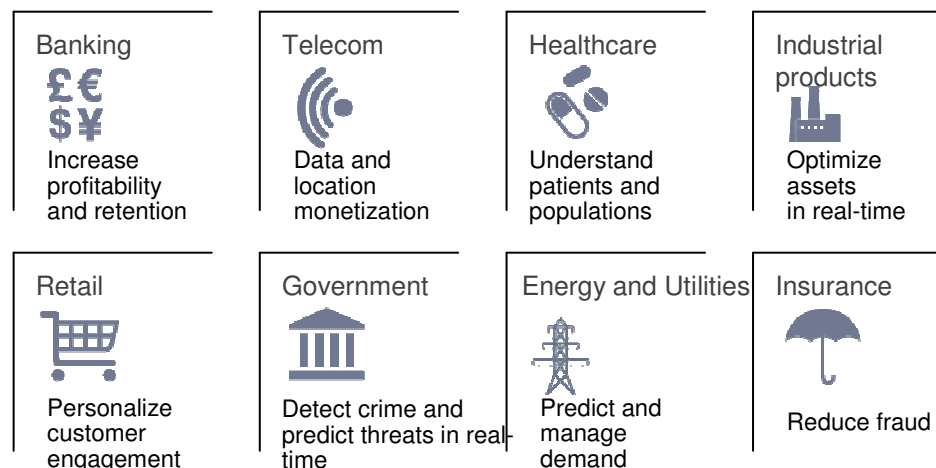 Banking
£€
$¥
Increase
profitability
and retention
Telecom
Data and
location
monetization
Healthcare
Understand
patients and
populations
Industrial
products
Optimize
assets
in real-time
Retail
Personalize
customer
engagement
Government
Detect crime and
predict threats in real-
time
Energy and Utilities
Predict and
manage
demand
Insurance
Reduce fraud